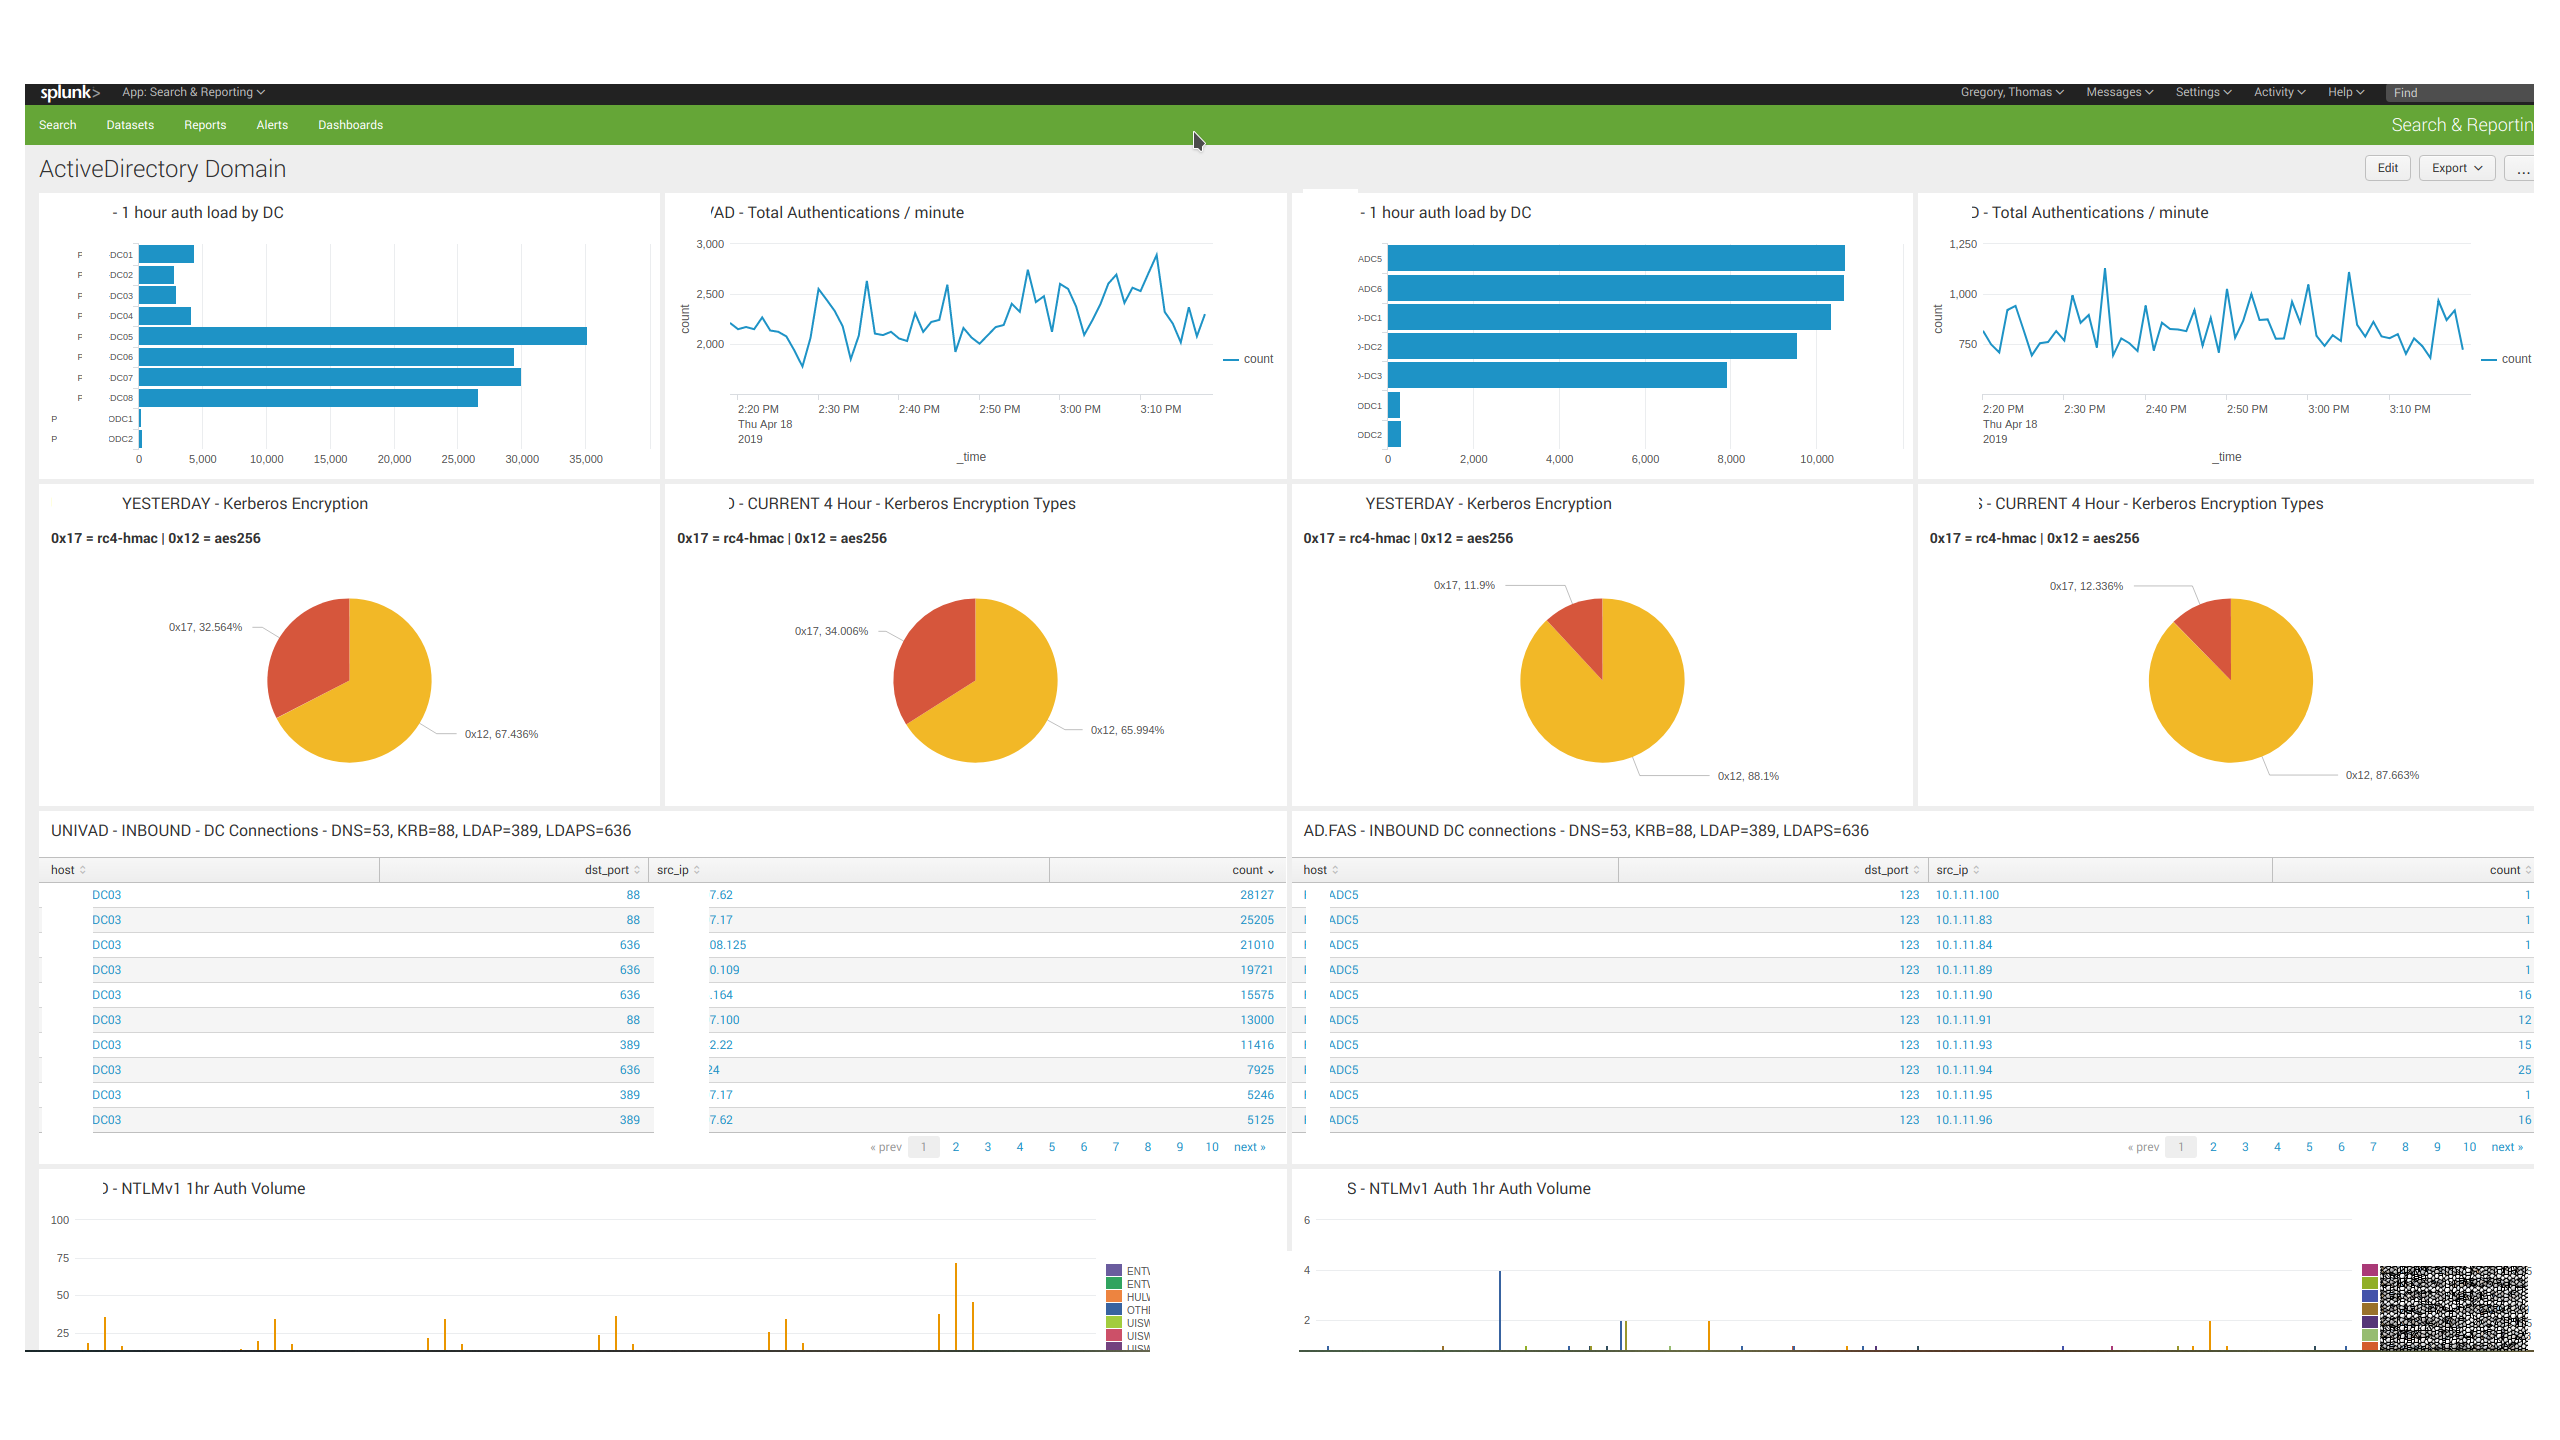 splunk> App: Search & Reporting Gregory, Thomas Messages Settings Activity Help Find
Search Datasets Reports Alerts Dashboards Search & Reportin
ActiveDirectory Domain Edit Export ...
- 1 hour auth load by DC
F DC01
F DC02
F DC03
F DC04
F DC05
F DC06
F DC07
F DC08
P ODC1
P ODC2
0 5,000 10,000 15,000 20,000 25,000 30,000 35,000
/AD - Total Authentications / minute
3,000
2,500
2,000
count
count
2:20 PM 2:30 PM 2:40 PM 2:50 PM 3:00 PM 3:10 PM
Thu Apr 18
2019
_time
- 1 hour auth load by DC
ADC5
ADC6
-DC1
-DC2
-DC3
ODC1
ODC2
0 2,000 4,000 6,000 8,000 10,000
D - Total Authentications / minute
1,250
1,000
750
count
count
2:20 PM 2:30 PM 2:40 PM 2:50 PM 3:00 PM 3:10 PM
Thu Apr 18
2019
_time
YESTERDAY - Kerberos Encryption
0x17 = rc4-hmac | 0x12 = aes256
0x17, 32.564%
0x12, 67.436%
- CURRENT 4 Hour - Kerberos Encryption Types
0x17 = rc4-hmac | 0x12 = aes256
0x17, 34.006%
0x12, 65.994%
YESTERDAY - Kerberos Encryption
0x17 = rc4-hmac | 0x12 = aes256
0x17, 11.9%
0x12, 88.1%
- CURRENT 4 Hour - Kerberos Encryption Types
0x17 = rc4-hmac | 0x12 = aes256
0x17, 12.336%
0x12, 87.663%
UNIVAD - INBOUND - DC Connections - DNS=53, KRB=88, LDAP=389, LDAPS=636
host dst_port src_ip count
DC03 88 7.62 28127
DC03 88 7.17 25205
DC03 636 08.125 21010
DC03 636 0.109 19721
DC03 636 .164 15575
DC03 88 7.100 13000
DC03 389 2.22 11416
DC03 636 24 7925
DC03 389 7.17 5246
DC03 389 7.62 5125
« prev 1 2 3 4 5 6 7 8 9 10 next »
AD.FAS - INBOUND DC connections - DNS=53, KRB=88, LDAP=389, LDAPS=636
host dst_port src_ip count
ADC5 123 10.1.11.100 1
ADC5 123 10.1.11.83 1
ADC5 123 10.1.11.84 1
ADC5 123 10.1.11.89 1
ADC5 123 10.1.11.90 16
ADC5 123 10.1.11.91 12
ADC5 123 10.1.11.93 15
ADC5 123 10.1.11.94 25
ADC5 123 10.1.11.95 1
ADC5 123 10.1.11.96 16
« prev 1 2 3 4 5 6 7 8 9 10 next »
- NTLMv1 1hr Auth Volume
100
75
50
25
ENT
ENT
HUL
OTH
UIS
UIS
UIS
S - NTLMv1 Auth 1hr Auth Volume
6
4
2